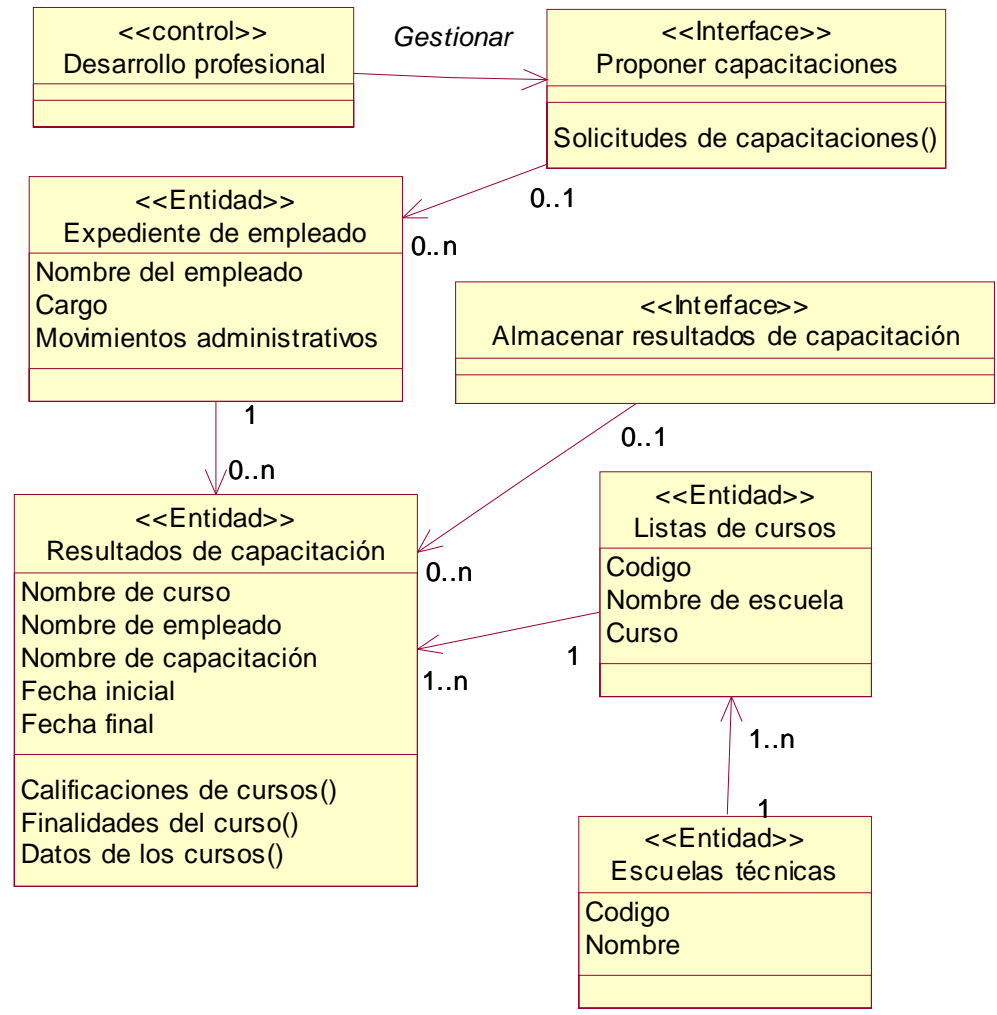 <<control>>
Desarrollo profesional
Gestionar
<<Interface>>
Proponer capacitaciones
Solicitudes de capacitaciones()
0..1
0..n
<<Entidad>>
Expediente de empleado
Nombre del empleado
Cargo
Movimientos administrativos
1
0..n
<<Interface>>
Almacenar resultados de capacitación
0..1
0..n
<<Entidad>>
Resultados de capacitación
Nombre de curso
Nombre de empleado
Nombre de capacitación
Fecha inicial
Fecha final
Calificaciones de cursos()
Finalidades del curso()
Datos de los cursos()
<<Entidad>>
Listas de cursos
Codigo
Nombre de escuela
Curso
1
1..n
1..n
1
<<Entidad>>
Escuelas técnicas
Codigo
Nombre